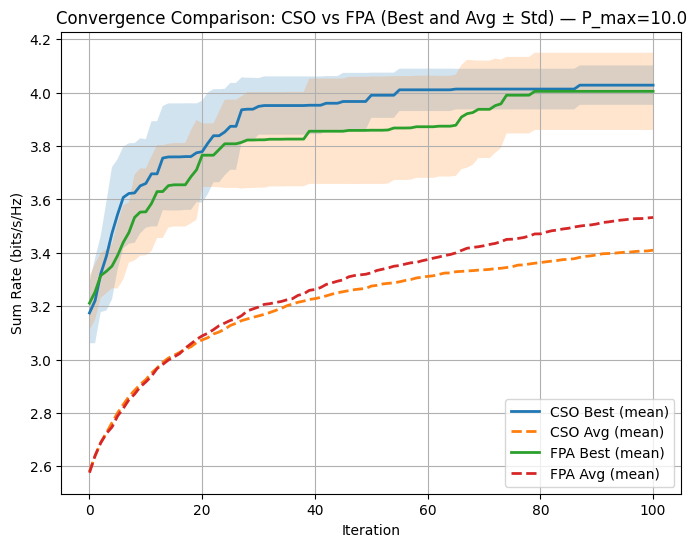 Convergence Comparison: CSO vs FPA (Best and Avg ± Std) — P_max=10.0
4.2
4.0
3.8
3.6
3.4
3.2
3.0
2.8
2.6
Sum Rate (bits/s/Hz)
CSO Best (mean)
CSO Avg (mean)
FPA Best (mean)
FPA Avg (mean)
0 20 40 60 80 100
Iteration